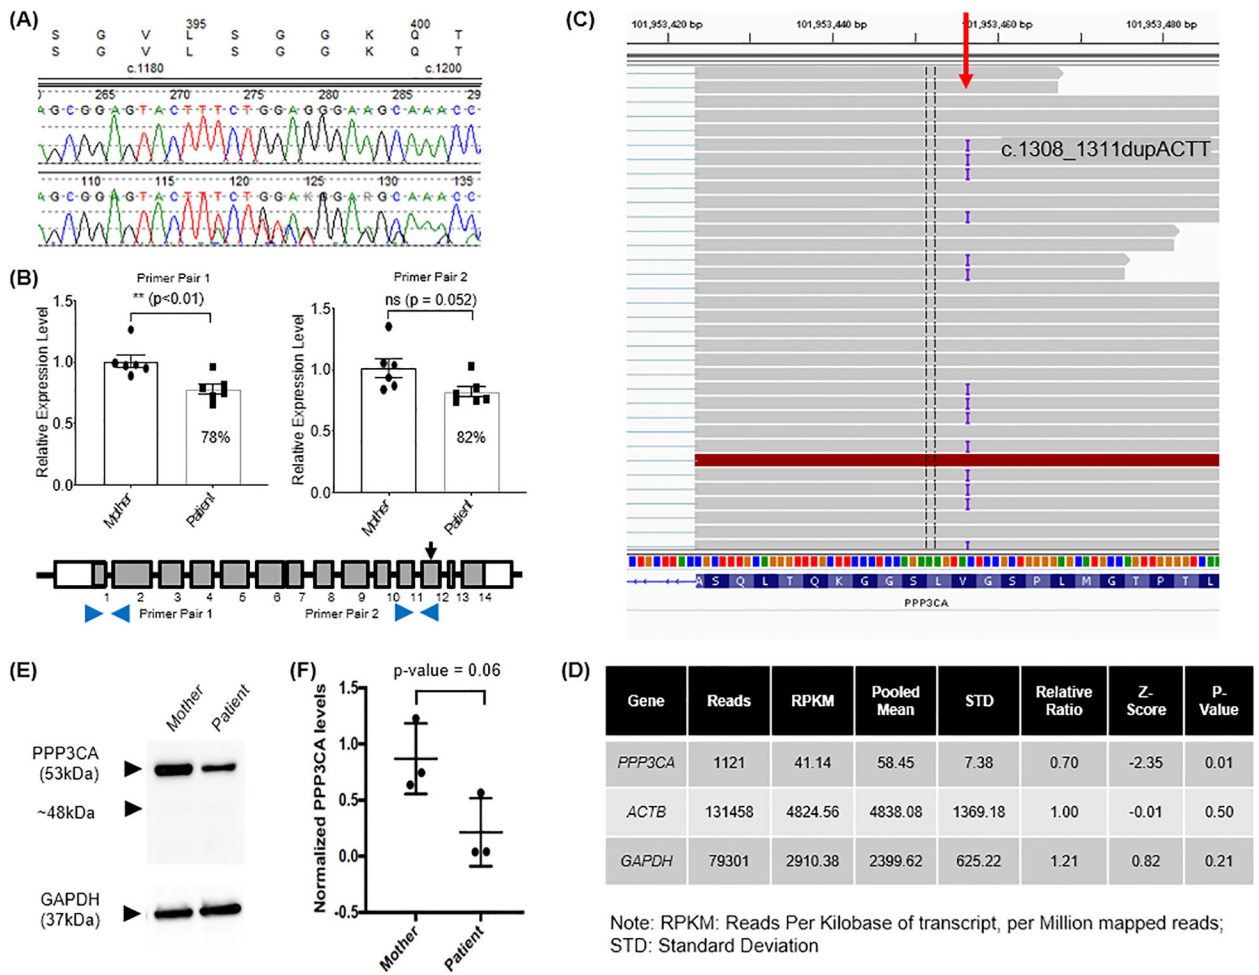 (A)
395 400
S G V L S G G K Q T
S G V L S G G K Q T
c.1180 c.1200
265 270 275 280 285 29
A G C G G A G T A C T T T C T G G A G G G A A G C A A A C C
110 115 120 125 130 135
A G C G G A G T A C T T T C T G G A K G G A R G C A A A C C
(B)
Primer Pair 1
** (p<0.01)
Relative Expression Level
1.5
1.0
0.5
0.0
78%
Mother
Patient
Primer Pair 2
ns (p = 0.052)
Relative Expression Level
1.5
1.0
0.5
0.0
82%
Mother
Patient
1 2 3 4 5 6 7 8 9 10 11 12 13 14
Primer Pair 1
Primer Pair 2
(C)
101,953,420 bp 101,953,440 bp 101,953,460 bp 101,953,480 bp
c.1308_1311dupACTT
A S Q L T Q K G G S L V G S P L M G T P T L
PPP3CA
(E)
Mother
Patient
PPP3CA
(53kDa)
~48kDa
GAPDH
(37kDa)
(F)
p-value = 0.06
Normalized PPP3CA levels
1.5
1.0
0.5
0.0
-0.5
Mother
Patient
(D)
Gene Reads RPKM Pooled Mean STD Relative Ratio Z-Score P-Value
PPP3CA 1121 41.14 58.45 7.38 0.70 -2.35 0.01
ACTB 131458 4824.56 4838.08 1369.18 1.00 -0.01 0.50
GAPDH 79301 2910.38 2399.62 625.22 1.21 0.82 0.21
Note: RPKM: Reads Per Kilobase of transcript, per Million mapped reads;
STD: Standard Deviation